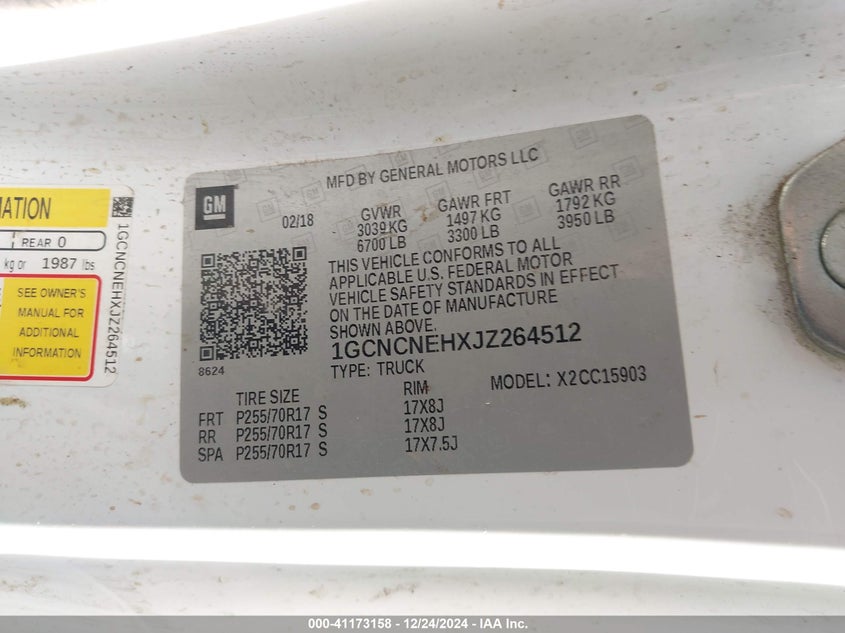 MATION
REAR 0
kg or 1987 lbs
SEE OWNER'S
MANUAL FOR
ADDITIONAL
INFORMATION
1GCNCNEHXJZ264512
GM
MFD BY GENERAL MOTORS LLC
02/18
GVWR GAWR FRT GAWR RR
3039 KG 1497 KG 1792 KG
6700 LB 3300 LB 3950 LB
THIS VEHICLE CONFORMS TO ALL
APPLICABLE U.S. FEDERAL MOTOR
VEHICLE SAFETY STANDARDS IN EFFECT
ON THE DATE OF MANUFACTURE
SHOWN ABOVE.
1GCNCNEHXJZ264512
8624
TYPE: TRUCK
MODEL: X2CC15903
TIRE SIZE RIM
FRT P255/70R17 S 17X8J
RR P255/70R17 S 17X8J
SPA P255/70R17 S 17X7.5J
000-41173158 - 12/24/2024 - IAA Inc.